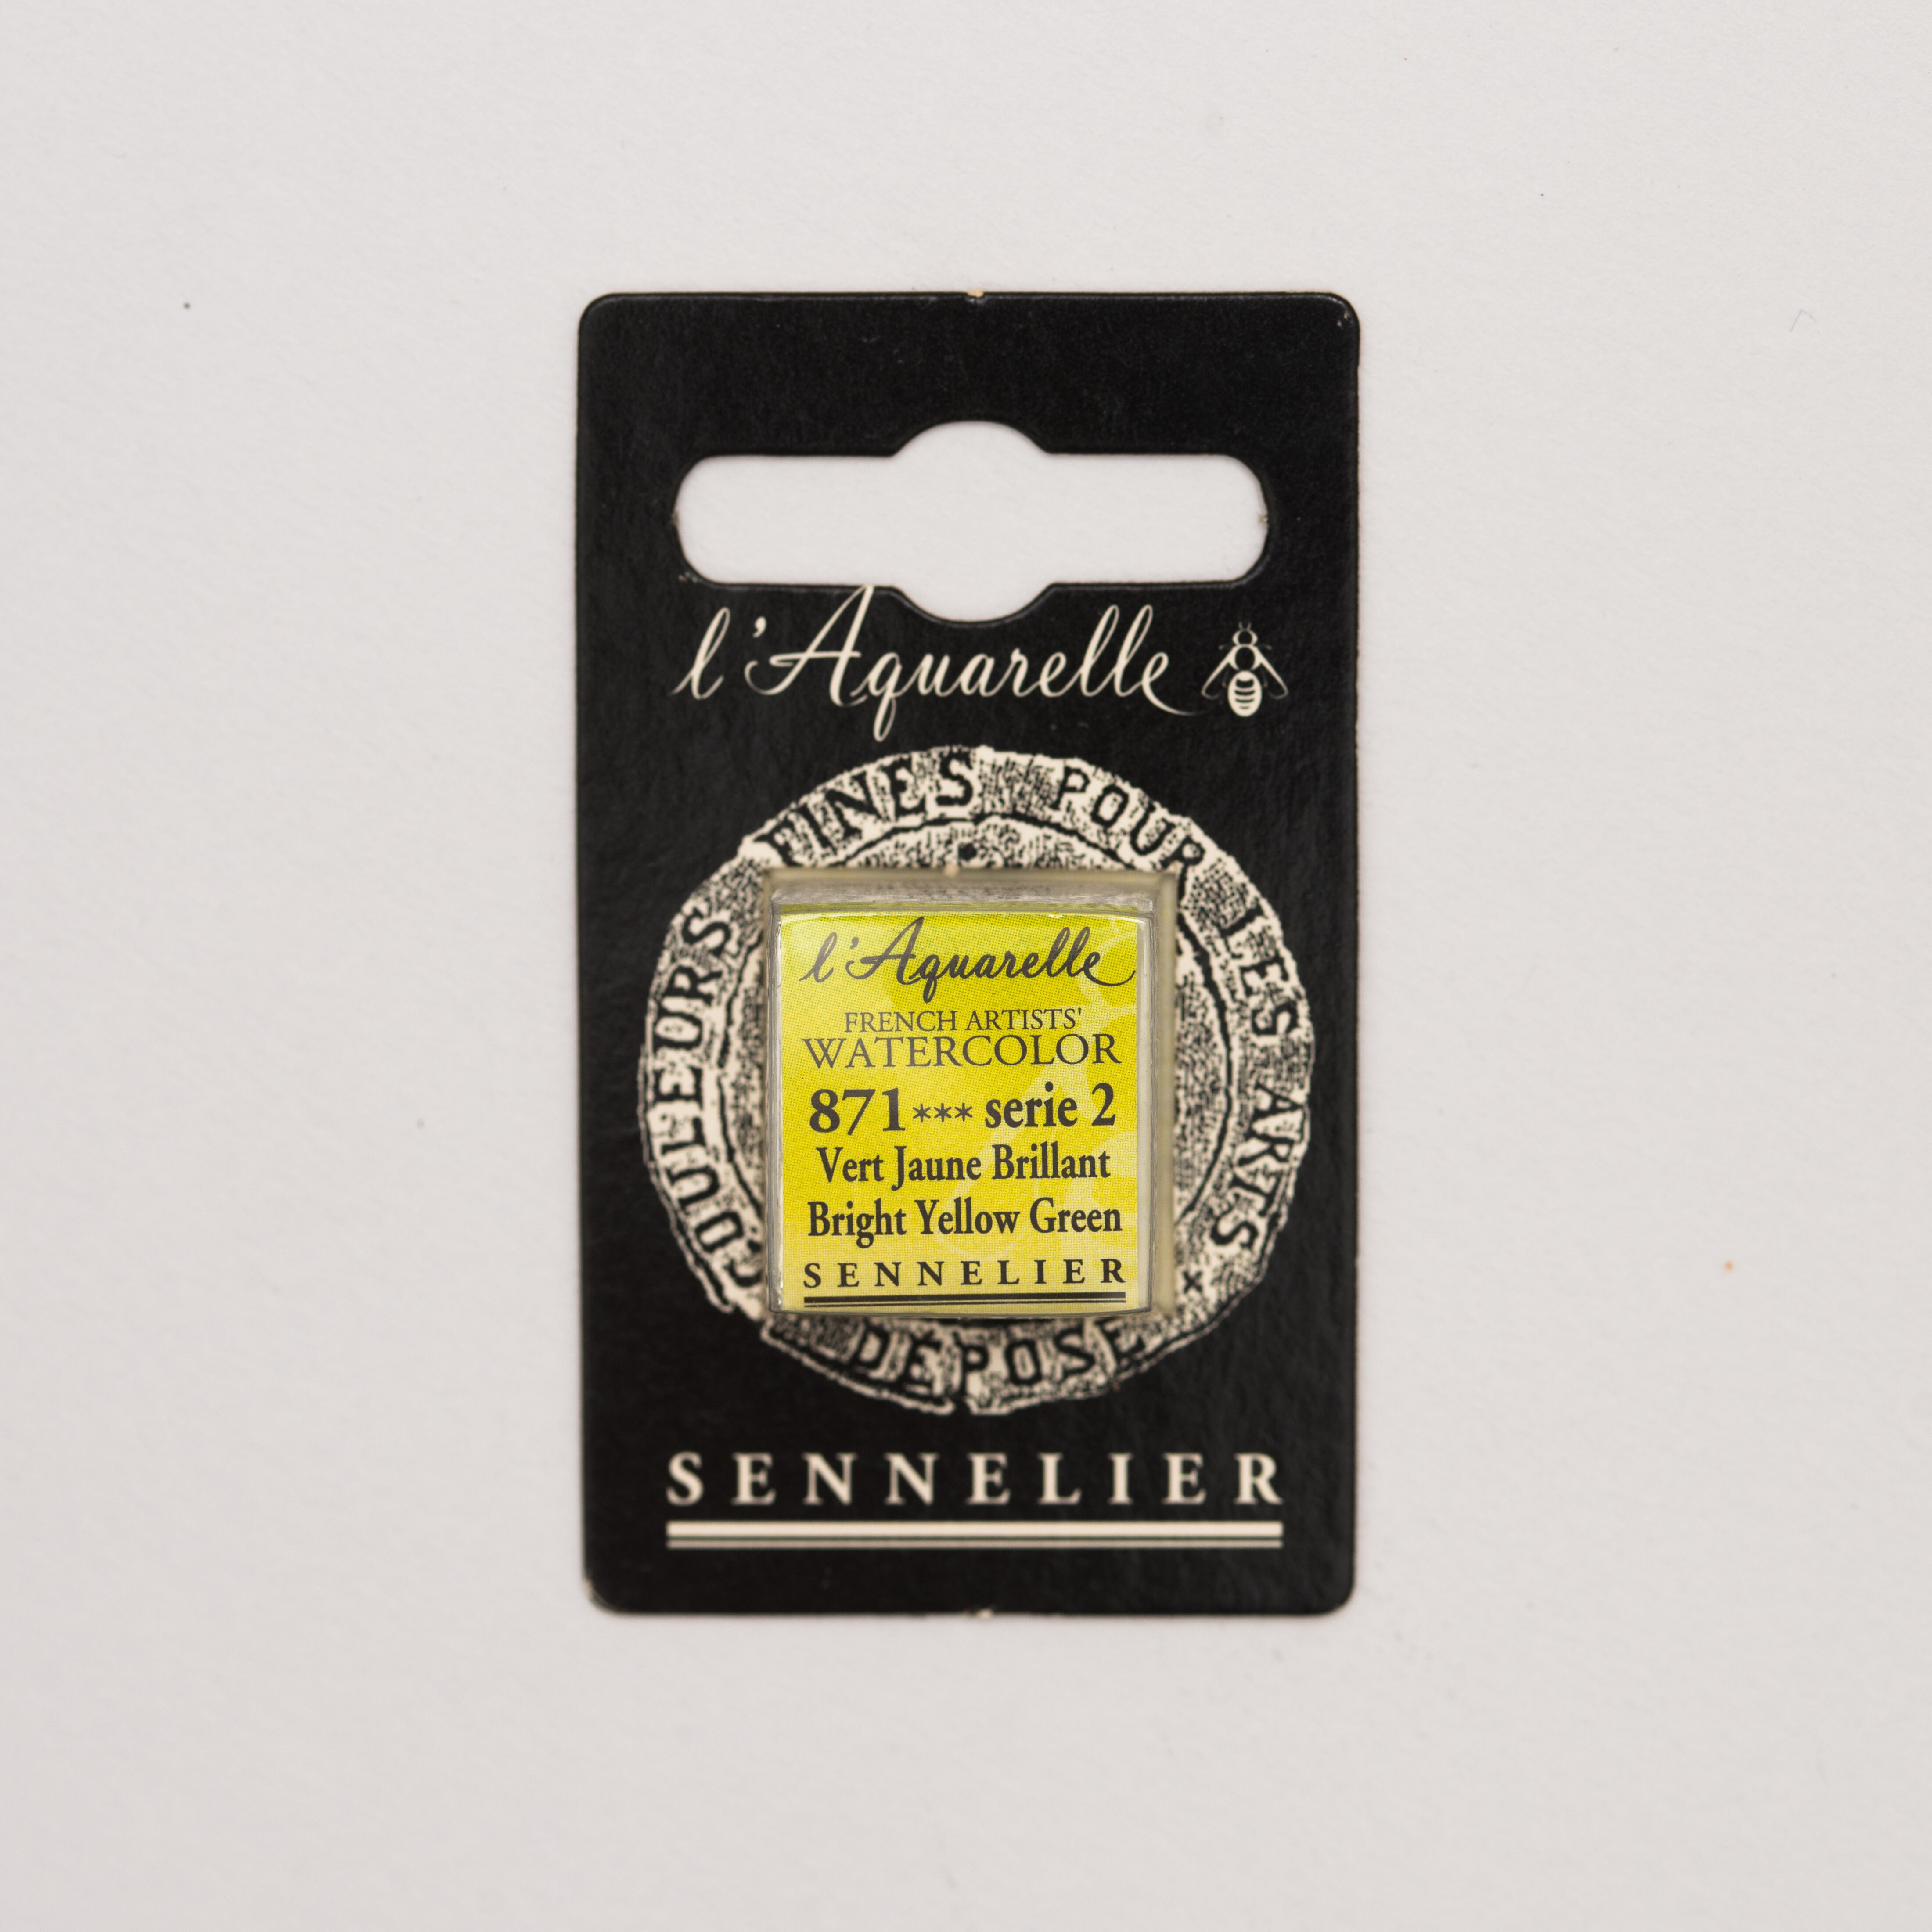 l'Aquarelle
COULEURS FINES POUR LES ARTS
l'Aquarelle
FRENCH ARTISTS'
WATERCOLOR
871*** serie 2
Vert Jaune Brillant
Bright Yellow Green
SENNELIER
DÉPOSÉ
SENNELIER